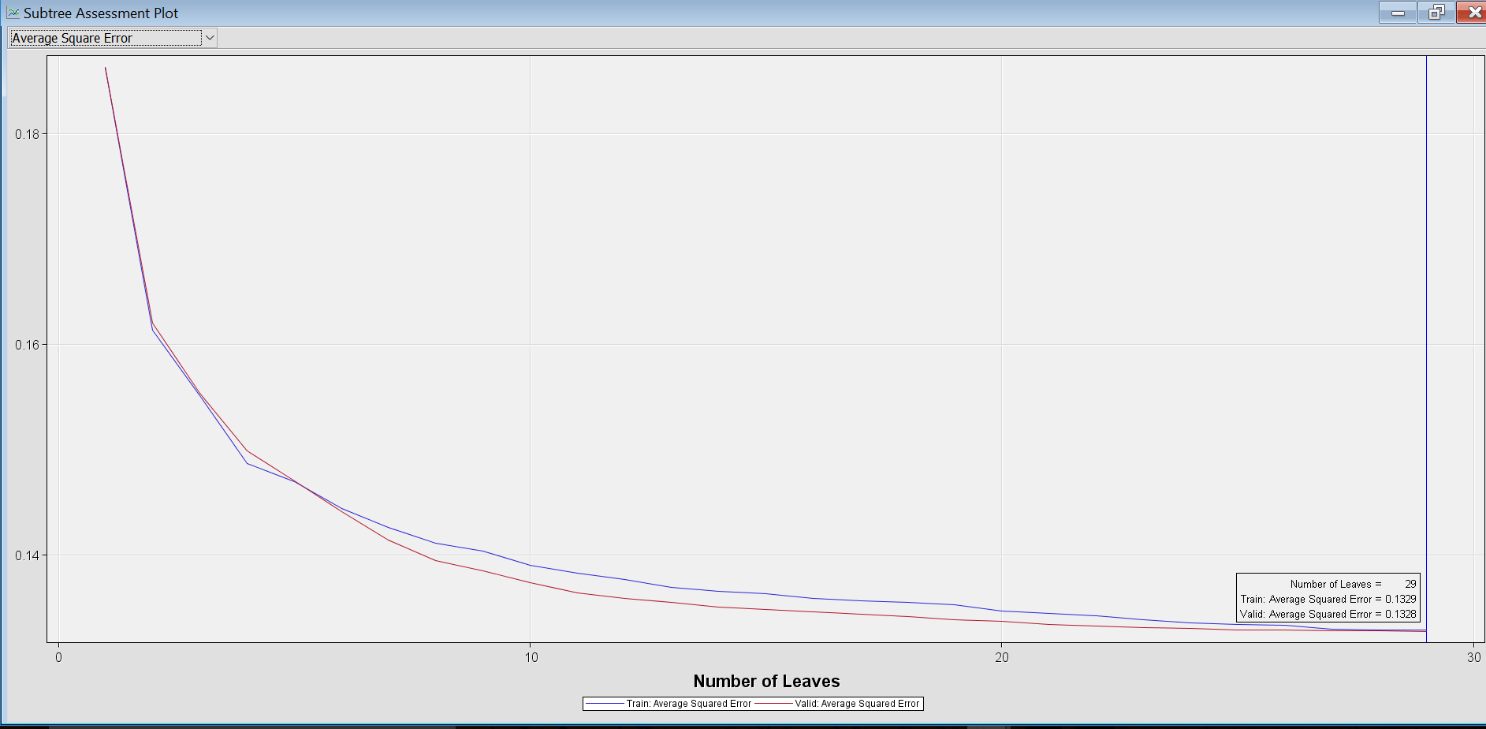 Subtree Assessment Plot
Average Square Error
0.18
0.16
0.14
Number of Leaves = 29
Train: Average Squared Error = 0.1329
Valid: Average Squared Error = 0.1328
0 10 20 30
Number of Leaves
Train: Average Squared Error Valid: Average Squared Error